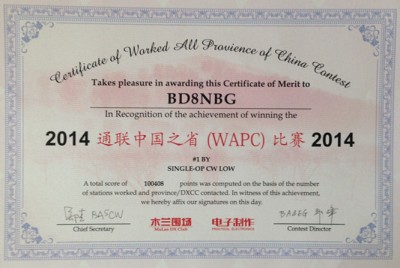 Certificate of Worked All Provience of China Contest
Takes pleasure in awarding this Certificate of Merit to
BD8NBG
In Recognition of the achievement of winning the
2014 通联中国之省 (WAPC) 比赛 2014
#1 BY
SINGLE-OP CW LOW
A total score of 100408 points was computed on the basis of the number
of stations worked and province/DXCC contacted. In witness of this achievement,
we hereby affix our signatures on this day.
木兰围场 电子制作
Chief Secretary Contest Director